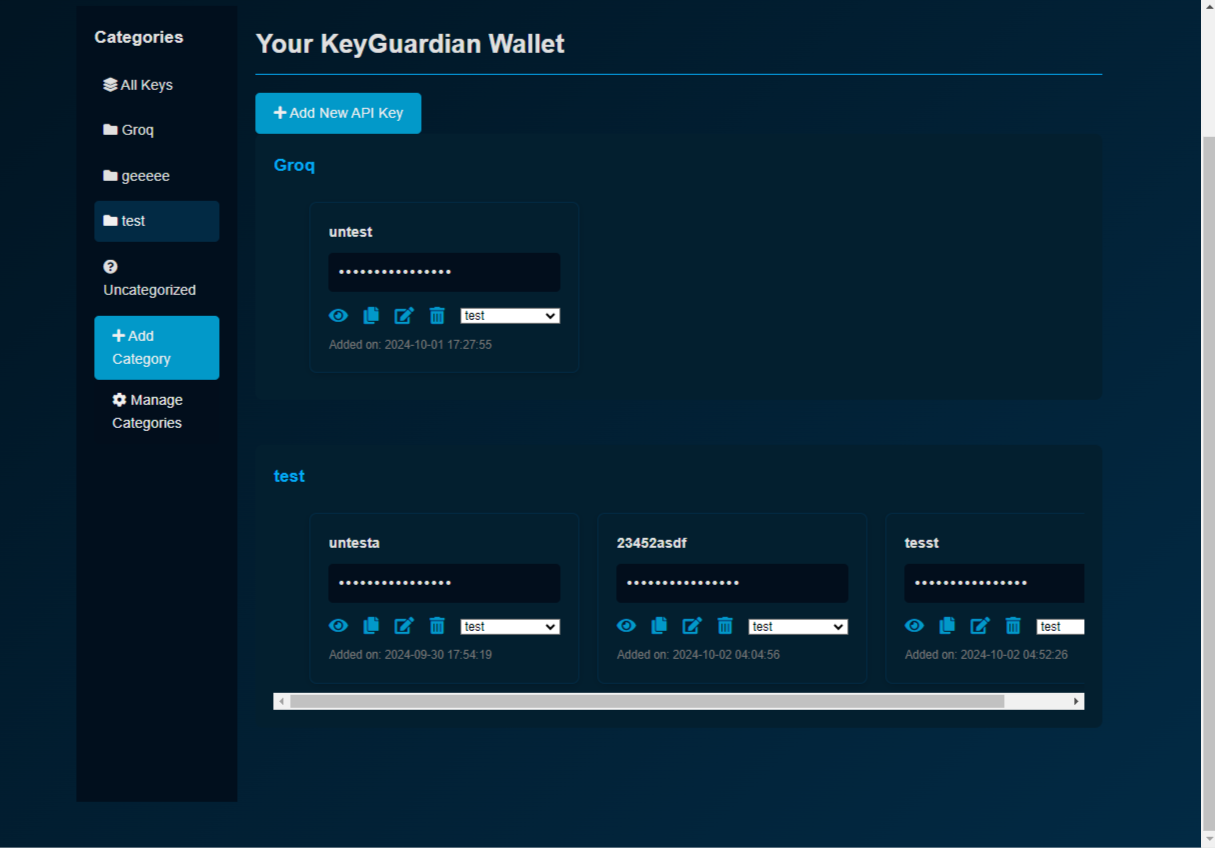 Categories
All Keys
Groq
geeeee
test
Uncategorized
Add
Category
Manage
Categories
Your KeyGuardian Wallet
Add New API Key
Groq
untest
••••••••••••••••
test
Added on: 2024-10-01 17:27:55
test
untesta
••••••••••••••••
test
Added on: 2024-09-30 17:54:19
23452asdf
••••••••••••••••
test
Added on: 2024-10-02 04:04:56
tesst
••••••••••••••••
test
Added on: 2024-10-02 04:52:26